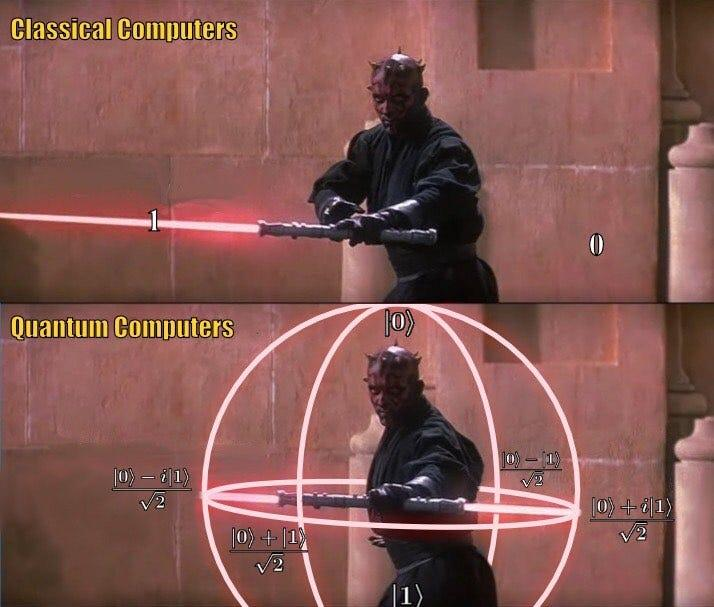 Classical Computers
1
0
Quantum Computers
|0⟩
|0⟩ − i|1⟩
√2
|0⟩ − |1⟩
√2
|0⟩ + i|1⟩
√2
|0⟩ + |1⟩
√2
|1⟩